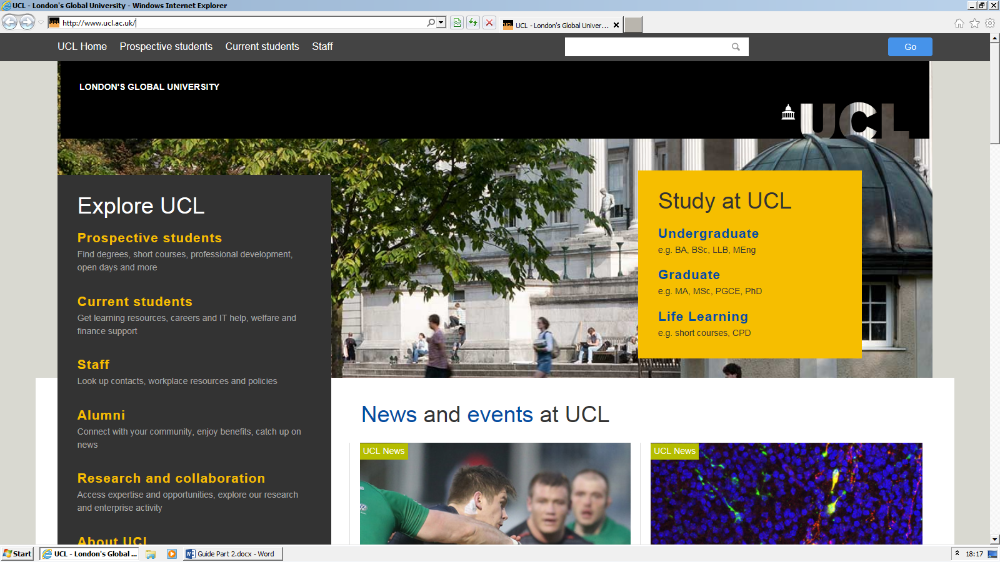 UCL - London's Global University - Windows Internet Explorer
UCL http://www.ucl.ac.uk/
UCL UCL - London's Global Univer...
UCL Home Prospective students Current students Staff
Go
LONDON'S GLOBAL UNIVERSITY
UCL
Explore UCL
Prospective students
Find degrees, short courses, professional development,
open days and more
Current students
Get learning resources, careers and IT help, welfare and
finance support
Staff
Look up contacts, workplace resources and policies
Alumni
Connect with your community, enjoy benefits, catch up on
news
Research and collaboration
Access expertise and opportunities, explore our research
and enterprise activity
About UCL
Study at UCL
Undergraduate
e.g. BA, BSc, LLB, MEng
Graduate
e.g. MA, MSc, PGCE, PhD
Life Learning
e.g. short courses, CPD
News and events at UCL
UCL News
UCL News
Start
UCL - London's Global ...
Guide Part 2.docx - Word
18:17